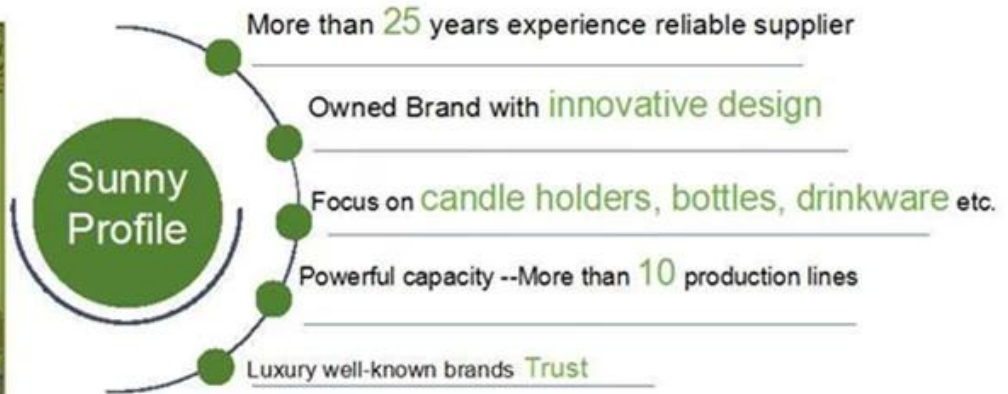 Sunny
Profile
More than 25 years experience reliable supplier
Owned Brand with innovative design
Focus on candle holders, bottles, drinkware etc.
Powerful capacity --More than 10 production lines
Luxury well-known brands Trust